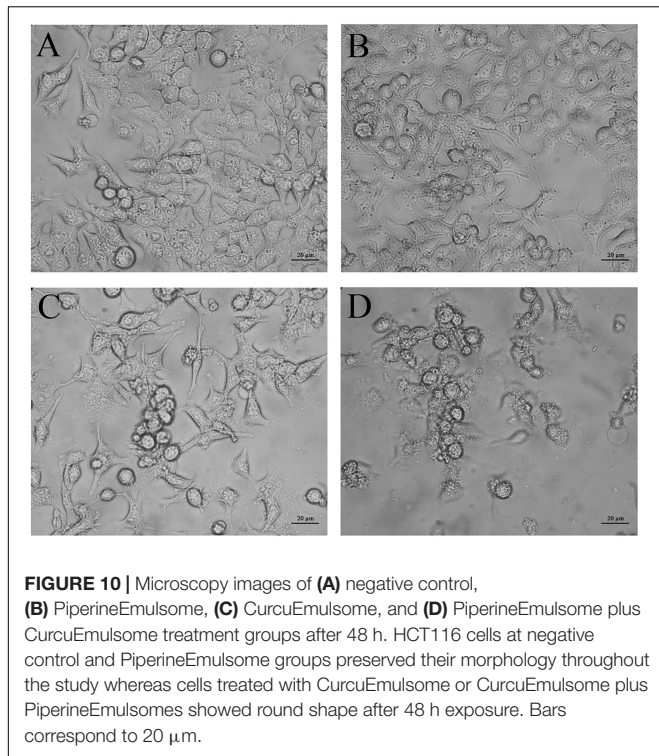 A
B
20 µm
20 µm
C
D
20 µm
20 µm
FIGURE 10 | Microscopy images of (A) negative control,
(B) PiperineEmulsome, (C) CurcuEmulsome, and (D) PiperineEmulsome plus
CurcuEmulsome treatment groups after 48 h. HCT116 cells at negative
control and PiperineEmulsome groups preserved their morphology throughout
the study whereas cells treated with CurcuEmulsome or CurcuEmulsome plus
PiperineEmulsomes showed round shape after 48 h exposure. Bars
correspond to 20 µm.